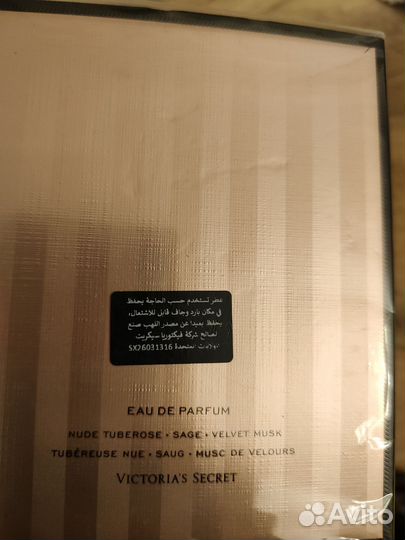 عطر تستخدم حسب الحاجة يحفظ
في مكان بارد وجاف قابل للاشتعال،
يحفظ بعيدا عن مصدر اللهب صنع
لصالح شركة فيكتوريا سيكريت
الولايات المتحدة SX26031316
EAU DE PARFUM
NUDE TUBEROSE • SAGE • VELVET MUSK
TUBÉREUSE NUE • SAUG • MUSC DE VELOURS
VICTORIA'S SECRET
Avito